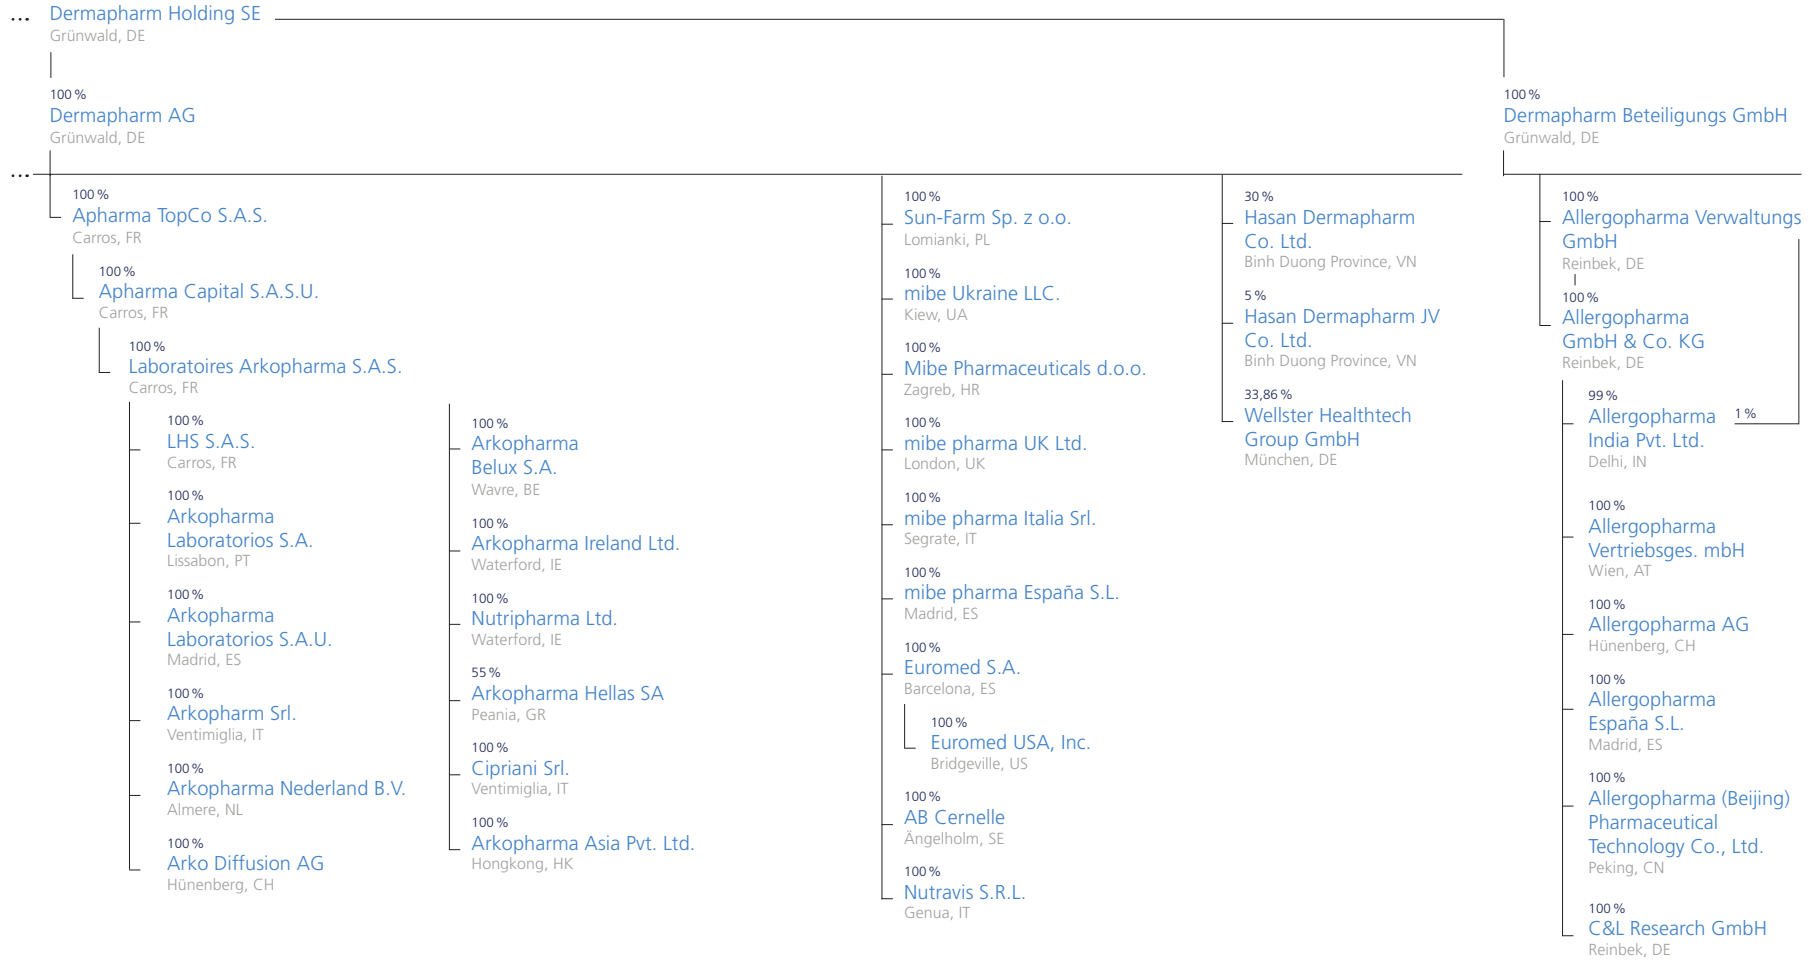 ... Dermapharm Holding SE
Grünwald, DE
100 %
Dermapharm AG
Grünwald, DE
...
100 %
Apharma TopCo S.A.S.
Carros, FR
100 %
Apharma Capital S.A.S.U.
Carros, FR
100 %
Laboratoires Arkopharma S.A.S.
Carros, FR
100 %
LHS S.A.S.
Carros, FR
100 %
Arkopharma
Laboratorios S.A.
Lissabon, PT
100 %
Arkopharma
Laboratorios S.A.U.
Madrid, ES
100 %
Arkopharm Srl.
Ventimiglia, IT
100 %
Arkopharma Nederland B.V.
Almere, NL
100 %
Arko Diffusion AG
Hünenberg, CH
100 %
Arkopharma
Belux S.A.
Wavre, BE
100 %
Arkopharma Ireland Ltd.
Waterford, IE
100 %
Nutripharma Ltd.
Waterford, IE
55 %
Arkopharma Hellas SA
Peania, GR
100 %
Cipriani Srl.
Ventimiglia, IT
100 %
Arkopharma Asia Pvt. Ltd.
Hongkong, HK
100 %
Sun-Farm Sp. z o.o.
Lomianki, PL
100 %
mibe Ukraine LLC.
Kiew, UA
100 %
Mibe Pharmaceuticals d.o.o.
Zagreb, HR
100 %
mibe pharma UK Ltd.
London, UK
100 %
mibe pharma Italia Srl.
Segrate, IT
100 %
mibe pharma España S.L.
Madrid, ES
100 %
Euromed S.A.
Barcelona, ES
100 %
Euromed USA, Inc.
Bridgeville, US
100 %
AB Cernelle
Ängelholm, SE
100 %
Nutravis S.R.L.
Genua, IT
30 %
Hasan Dermapharm
Co. Ltd.
Binh Duong Province, VN
5 %
Hasan Dermapharm JV
Co. Ltd.
Binh Duong Province, VN
33,86 %
Wellster Healthtech
Group GmbH
München, DE
100 %
Dermapharm Beteiligungs GmbH
Grünwald, DE
100 %
Allergopharma Verwaltungs
GmbH
Reinbek, DE
100 %
Allergopharma
GmbH & Co. KG
Reinbek, DE
99 %
Allergopharma 1 %
India Pvt. Ltd.
Delhi, IN
100 %
Allergopharma
Vertriebsges. mbH
Wien, AT
100 %
Allergopharma AG
Hünenberg, CH
100 %
Allergopharma
España S.L.
Madrid, ES
100 %
Allergopharma (Beijing)
Pharmaceutical
Technology Co., Ltd.
Peking, CN
100 %
C&L Research GmbH
Reinbek, DE